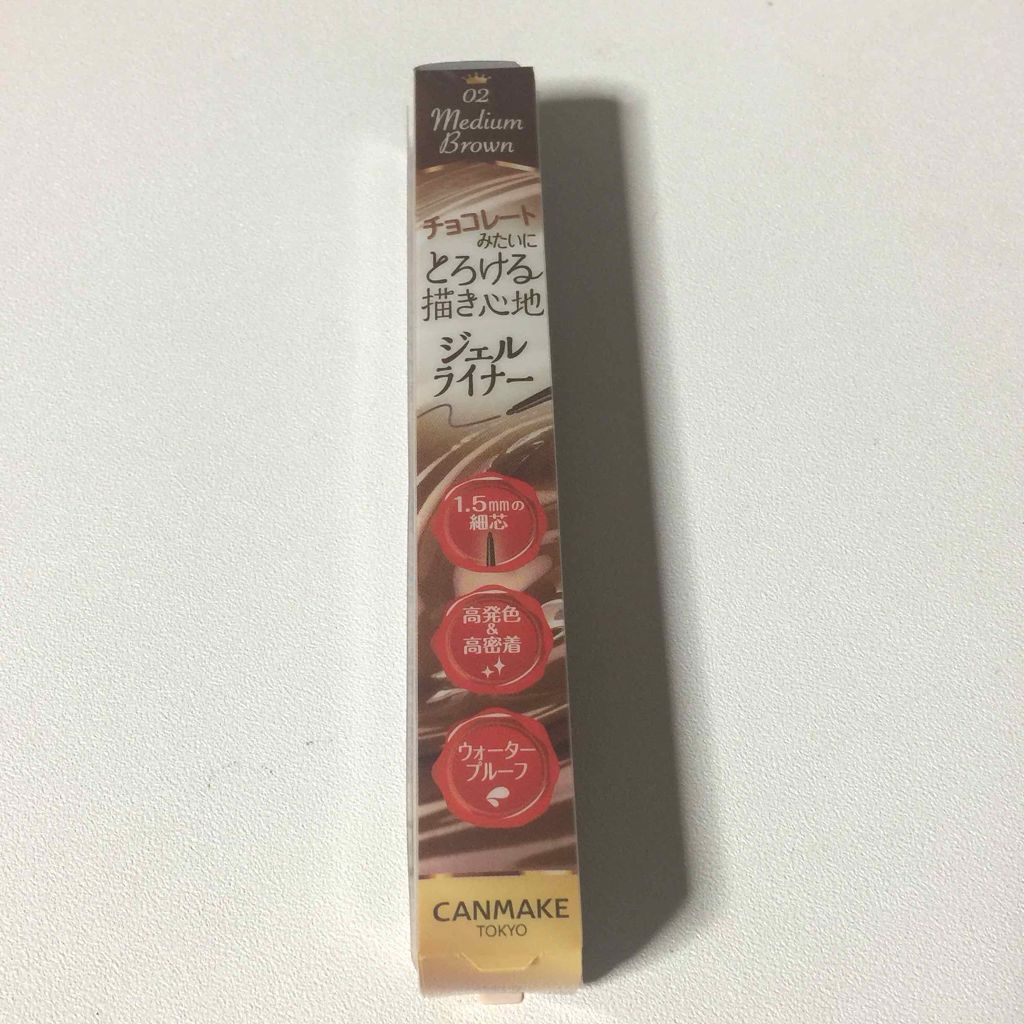 02
Medium
Brown
チョコレート
みたいに
とろける
描き心地
ジェル
ライナー
1.5㎜の
細芯
高発色
&
高密着
ウォーター
プルーフ
CANMAKE
TOKYO